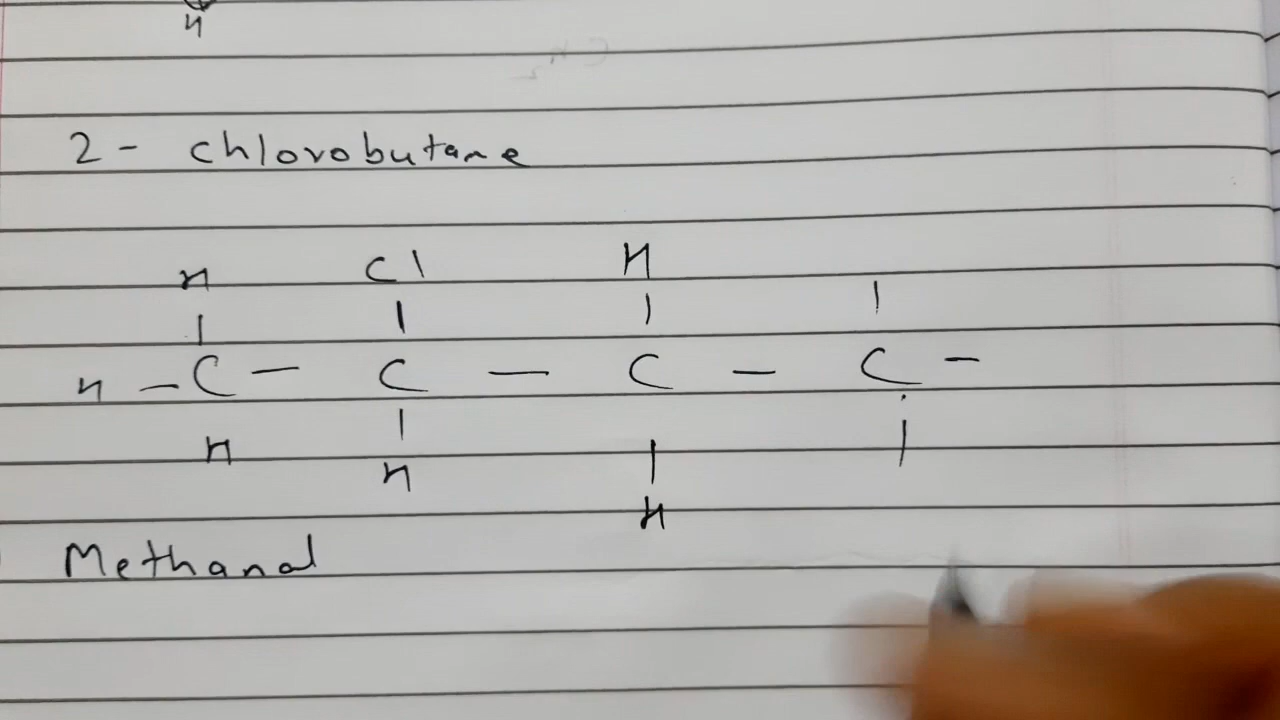 H
2 - chlorobutane
H Cl H
| | | |
H - C - C - C - C -
| | |
H H
H
Methanal